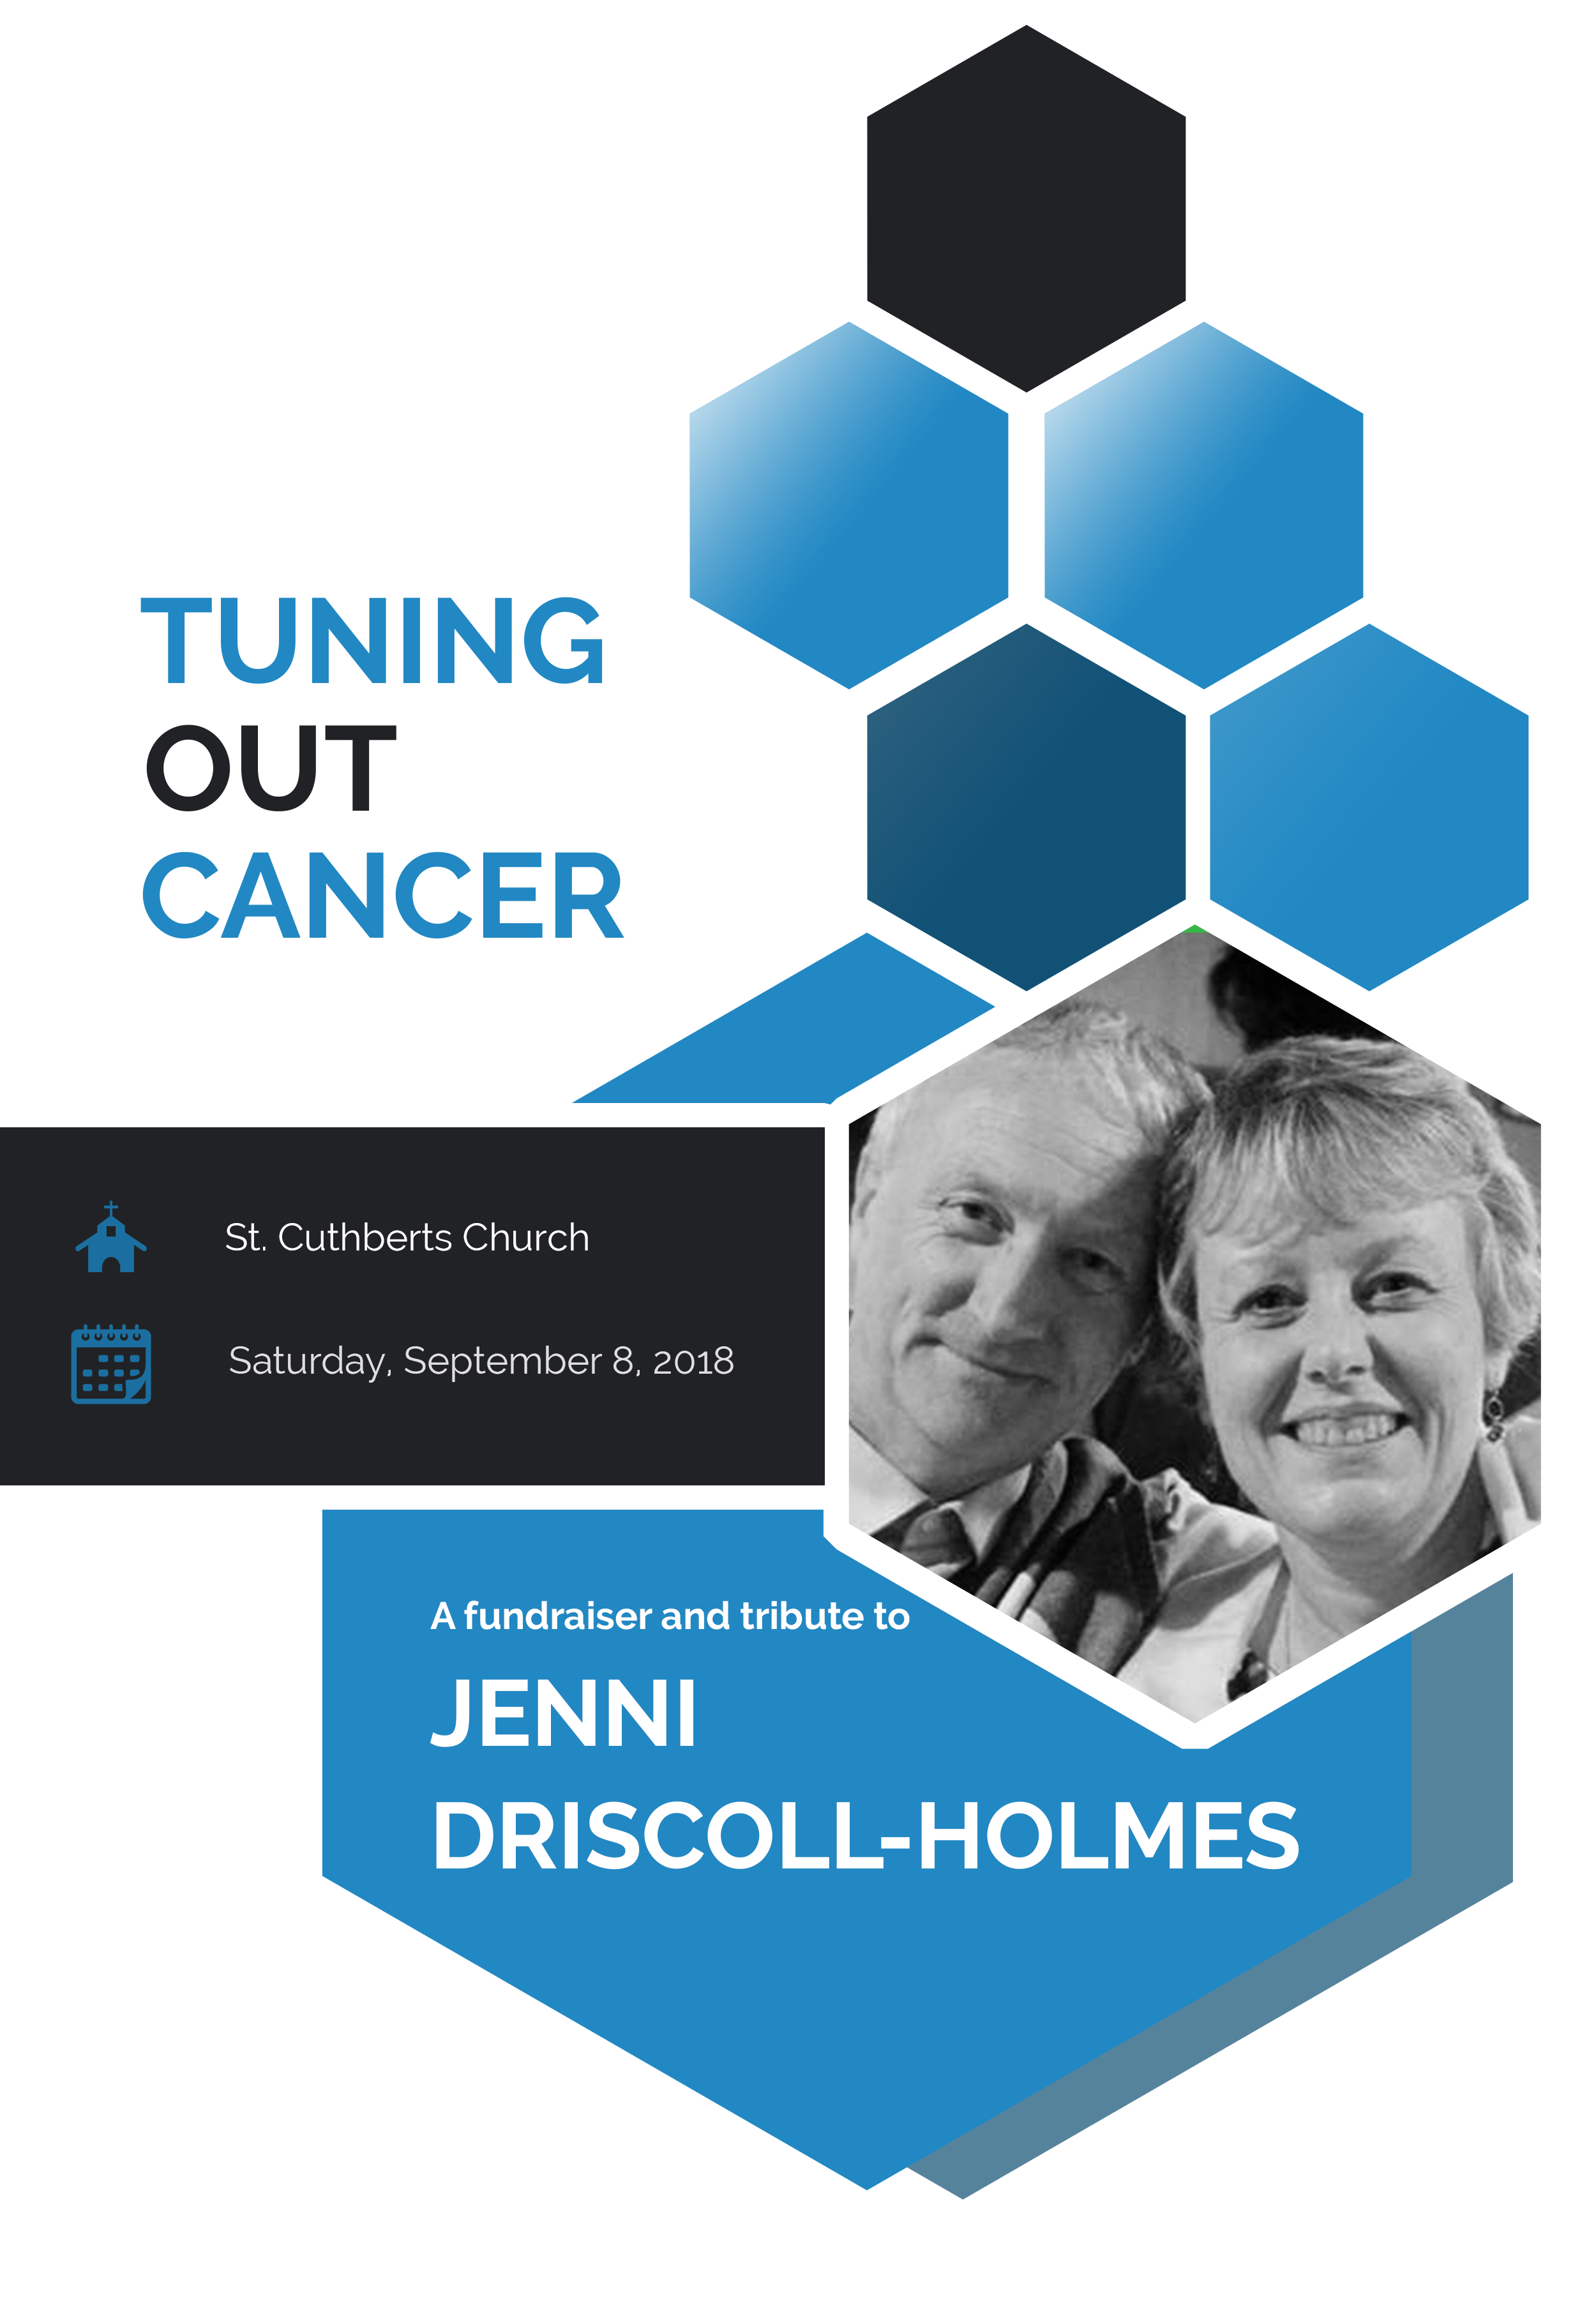 TUNING
OUT
CANCER
St. Cuthberts Church
Saturday, September 8, 2018
A fundraiser and tribute to
JENNI
DRISCOLL-HOLMES